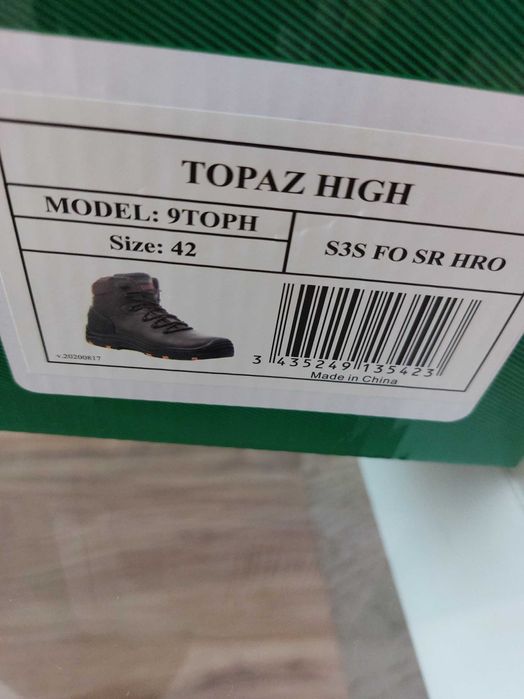 TOPAZ HIGH
MODEL: 9TOPH
Size: 42
S3S FO SR HRO
v.20200817
3 435249 135423
Made in China